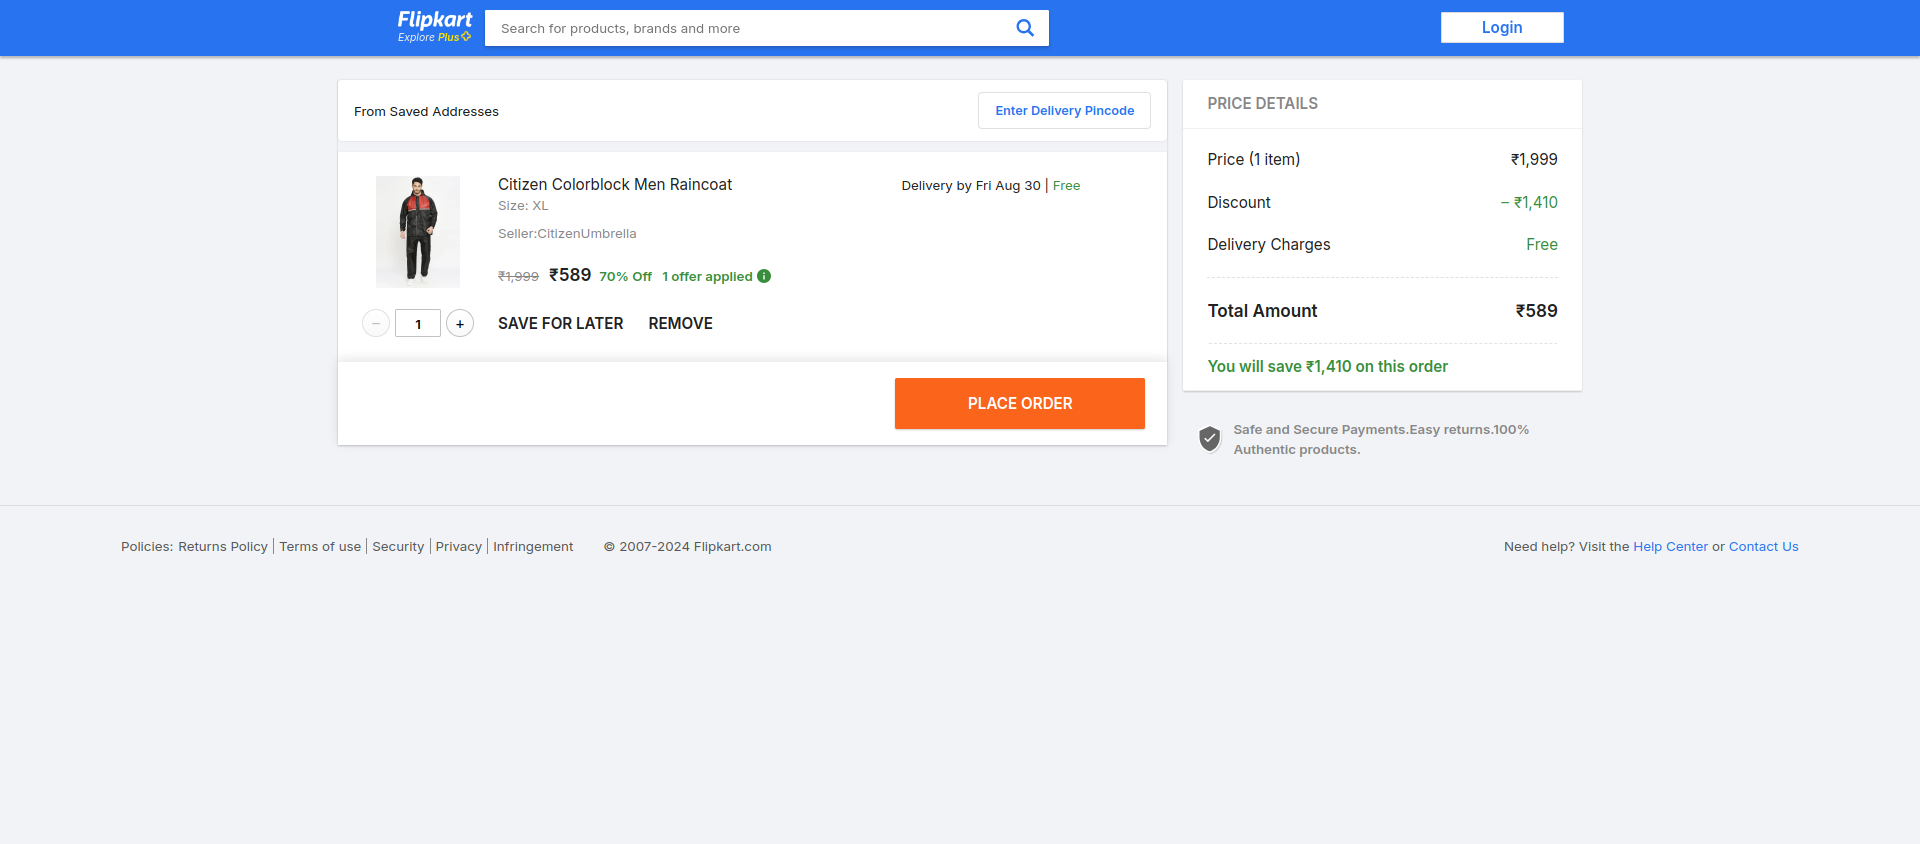 Flipkart
Explore Plus
Search for products, brands and more
Login
From Saved Addresses
Enter Delivery Pincode
Citizen Colorblock Men Raincoat
Size: XL
Seller:CitizenUmbrella
₹1,999 ₹589 70% Off 1 offer applied
Delivery by Fri Aug 30 | Free
− 1 +
SAVE FOR LATER REMOVE
PLACE ORDER
PRICE DETAILS
Price (1 item) ₹1,999
Discount − ₹1,410
Delivery Charges Free
Total Amount ₹589
You will save ₹1,410 on this order
Safe and Secure Payments.Easy returns.100%
Authentic products.
Policies: Returns Policy | Terms of use | Security | Privacy | Infringement © 2007-2024 Flipkart.com
Need help? Visit the Help Center or Contact Us